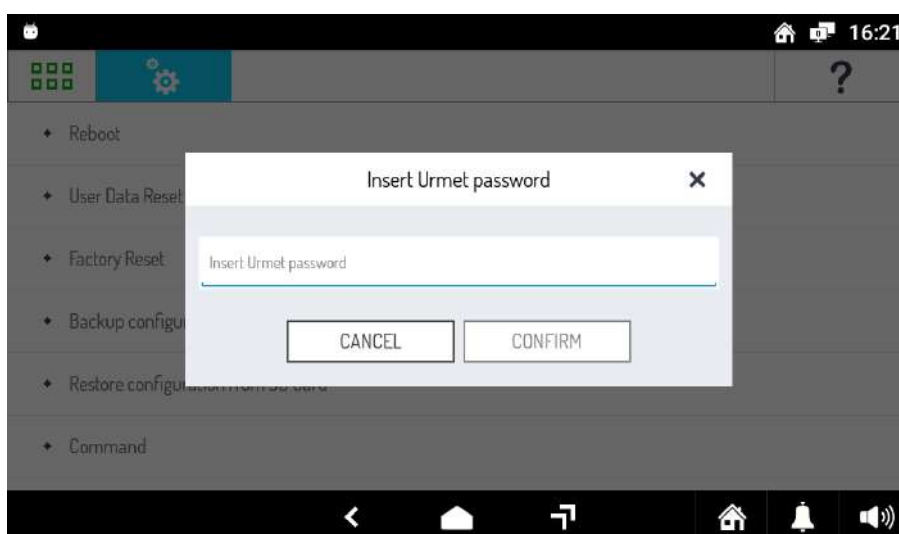 16:21
?
Reboot
Insert Urmet password
User Data Reset
Insert Urmet password
Factory Reset
Backup configu
CANCEL
CONFIRM
Restore configu
Command